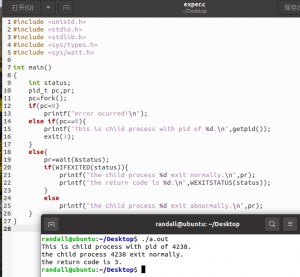 打开(O)
exper.c
~/Desktop
保存(S)
1 #include <unistd.h>
2 #include <stdio.h>
3 #include <stdlib.h>
4 #include <sys/types.h>
5 #include <sys/wait.h>
6
7 int main()
8 {
9 int status;
10 pid_t pc,pr;
11 pc=fork();
12 if(pc<0)
13 printf("error ocurred!\n");
14 else if(pc==0){
15 printf("This is child process with pid of %d.\n",getpid());
16 exit(3);
17 }
18 else{
19 pr=wait(&status);
20 if(WIFEXITED(status)){
21 printf("the child process %d exit normally.\n",pr);
22 printf("the return code is %d.\n",WEXITSTATUS(status));
23 }
24 else
25 printf("the child process %d exit abnormally.\n",pr);
26 }
27 }
28
randall@ubuntu: ~/Desktop
randall@ubuntu:~/Desktop$ ./a.out
This is child process with pid of 4238.
the child process 4238 exit normally.
the return code is 3.
randall@ubuntu:~/Desktop$